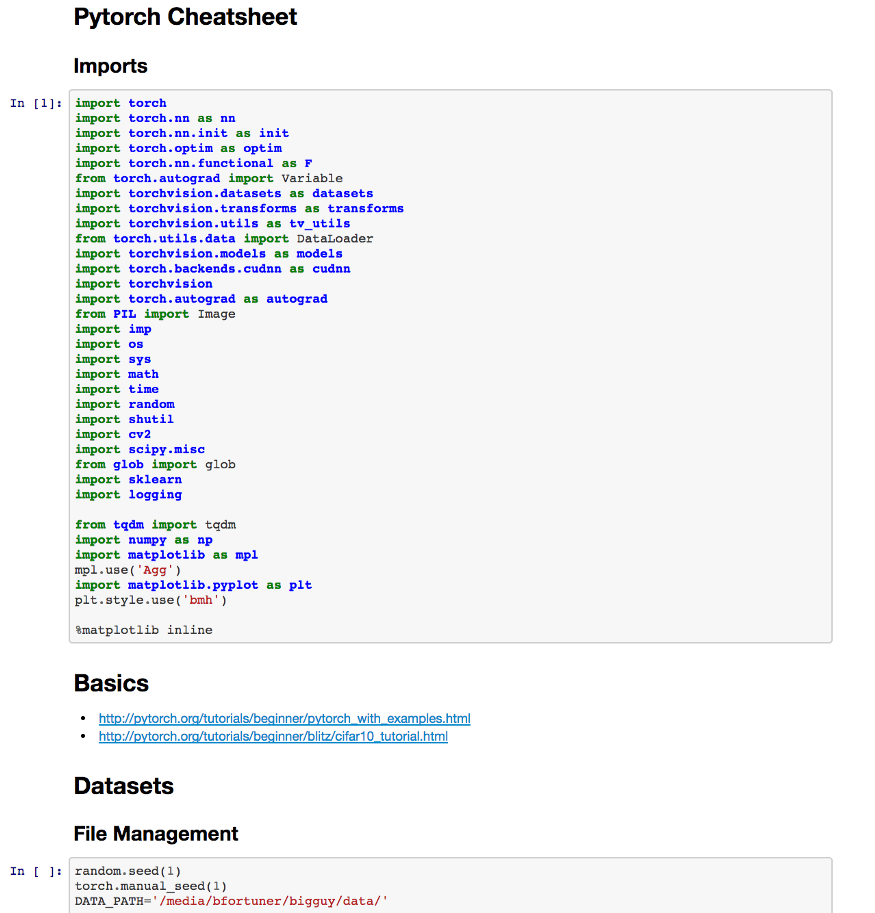 Pytorch Cheatsheet
Imports
In [1]:
import torch
import torch.nn as nn
import torch.nn.init as init
import torch.optim as optim
import torch.nn.functional as F
from torch.autograd import Variable
import torchvision.datasets as datasets
import torchvision.transforms as transforms
import torchvision.utils as tv_utils
from torch.utils.data import DataLoader
import torchvision.models as models
import torch.backends.cudnn as cudnn
import torchvision
import torch.autograd as autograd
from PIL import Image
import imp
import os
import sys
import math
import time
import random
import shutil
import cv2
import scipy.misc
from glob import glob
import sklearn
import logging

from tqdm import tqdm
import numpy as np
import matplotlib as mpl
mpl.use('Agg')
import matplotlib.pyplot as plt
plt.style.use('bmh')

%matplotlib inline
Basics
• http://pytorch.org/tutorials/beginner/pytorch_with_examples.html
• http://pytorch.org/tutorials/beginner/blitz/cifar10_tutorial.html
Datasets
File Management
In [ ]:
random.seed(1)
torch.manual_seed(1)
DATA_PATH='/media/bfortuner/bigguy/data/'